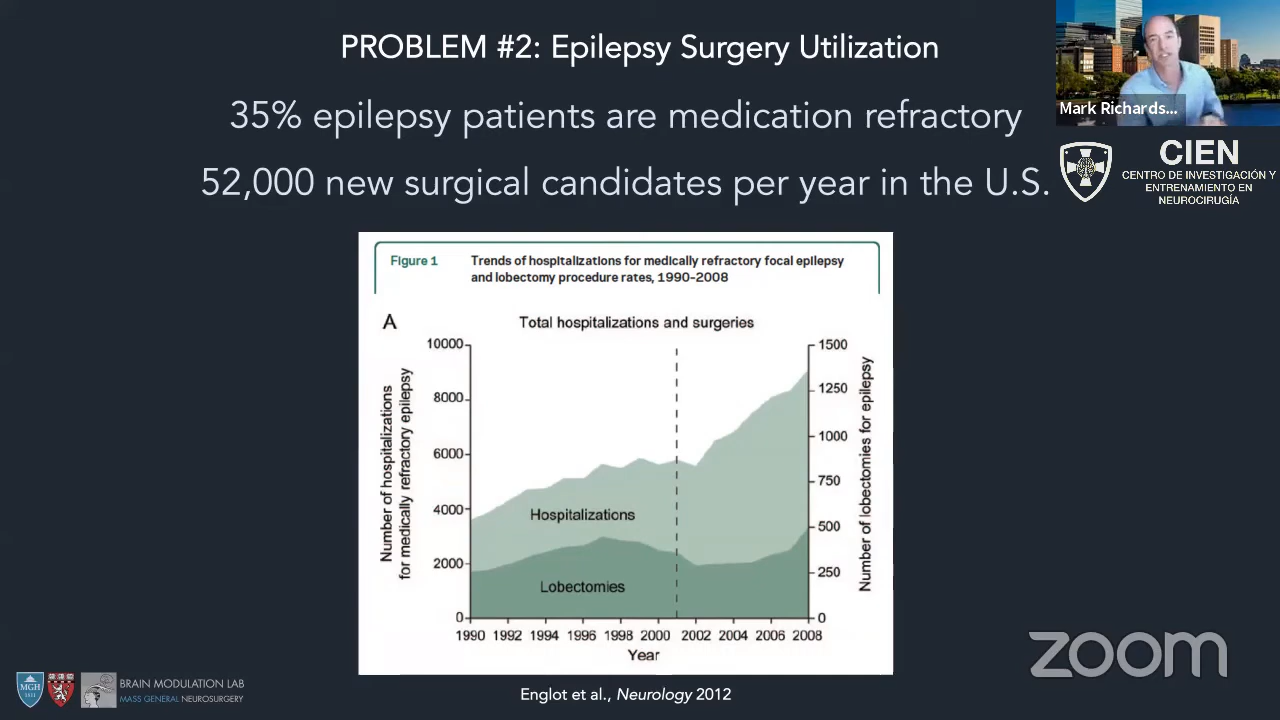 PROBLEM #2: Epilepsy Surgery Utilization
35% epilepsy patients are medication refractory
52,000 new surgical candidates per year in the U.S.
Mark Richards...
CIEN
CENTRO DE INVESTIGACIÓN Y
ENTRENAMIENTO EN
NEUROCIRUGÍA
Figure 1
Trends of hospitalizations for medically refractory focal epilepsy
and lobectomy procedure rates, 1990-2008
A
Total hospitalizations and surgeries
Number of hospitalizations
for medically refractory epilepsy
10000
8000
6000
4000
2000
0
Hospitalizations
Lobectomies
1500
1250
1000
750
500
250
0
Number of lobectomies for epilepsy
1990 1992 1994 1996 1998 2000 2002 2004 2006 2008
Year
Englot et al., Neurology 2012
MGH
1811
BRAIN MODULATION LAB
MASS GENERAL NEUROSURGERY
zoom